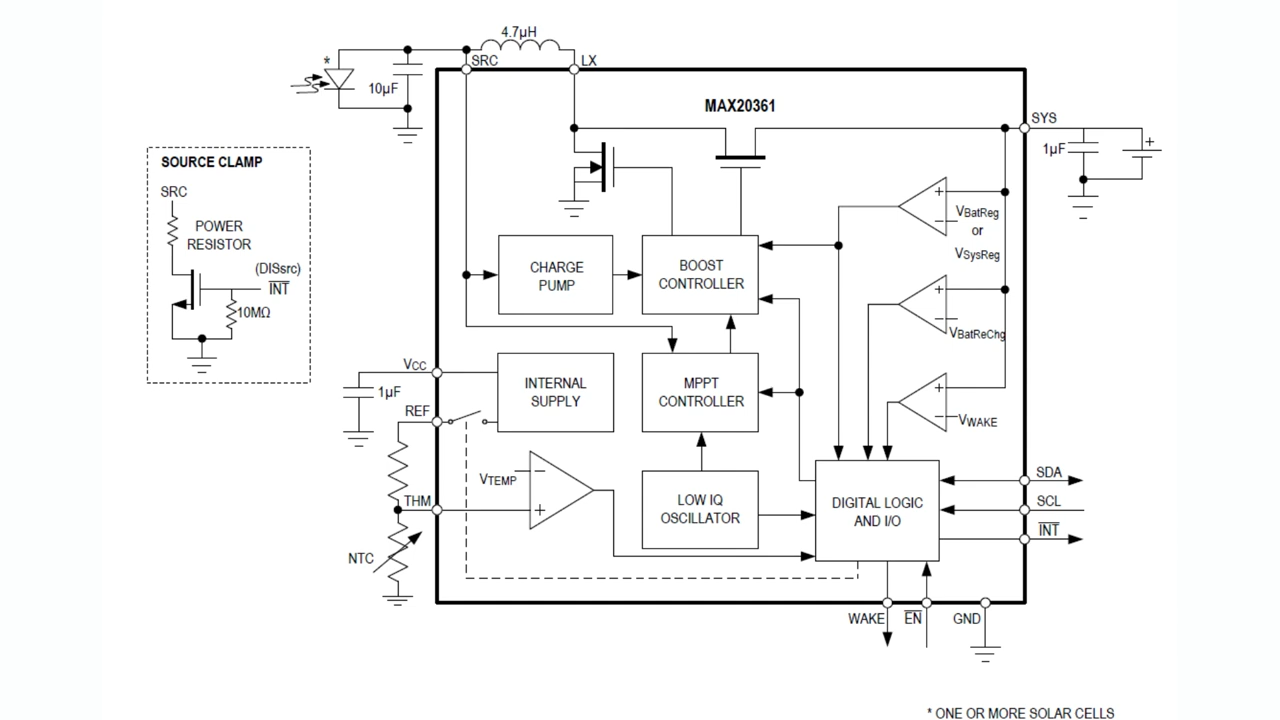 4.7µH
SRC
LX
*
10µF
MAX20361
SYS
1µF
+
SOURCE CLAMP
SRC
POWER
RESISTOR
(DISsrc)
INT
10MΩ
+
−
VBatReg
or
VSysReg
CHARGE
PUMP
BOOST
CONTROLLER
+
−
VBatReChg
VCC
1µF
INTERNAL
SUPPLY
MPPT
CONTROLLER
REF
+
−
VWAKE
VTEMP
−
+
THM
NTC
LOW IQ
OSCILLATOR
DIGITAL LOGIC
AND I/O
SDA
SCL
INT
WAKE
EN
GND
* ONE OR MORE SOLAR CELLS